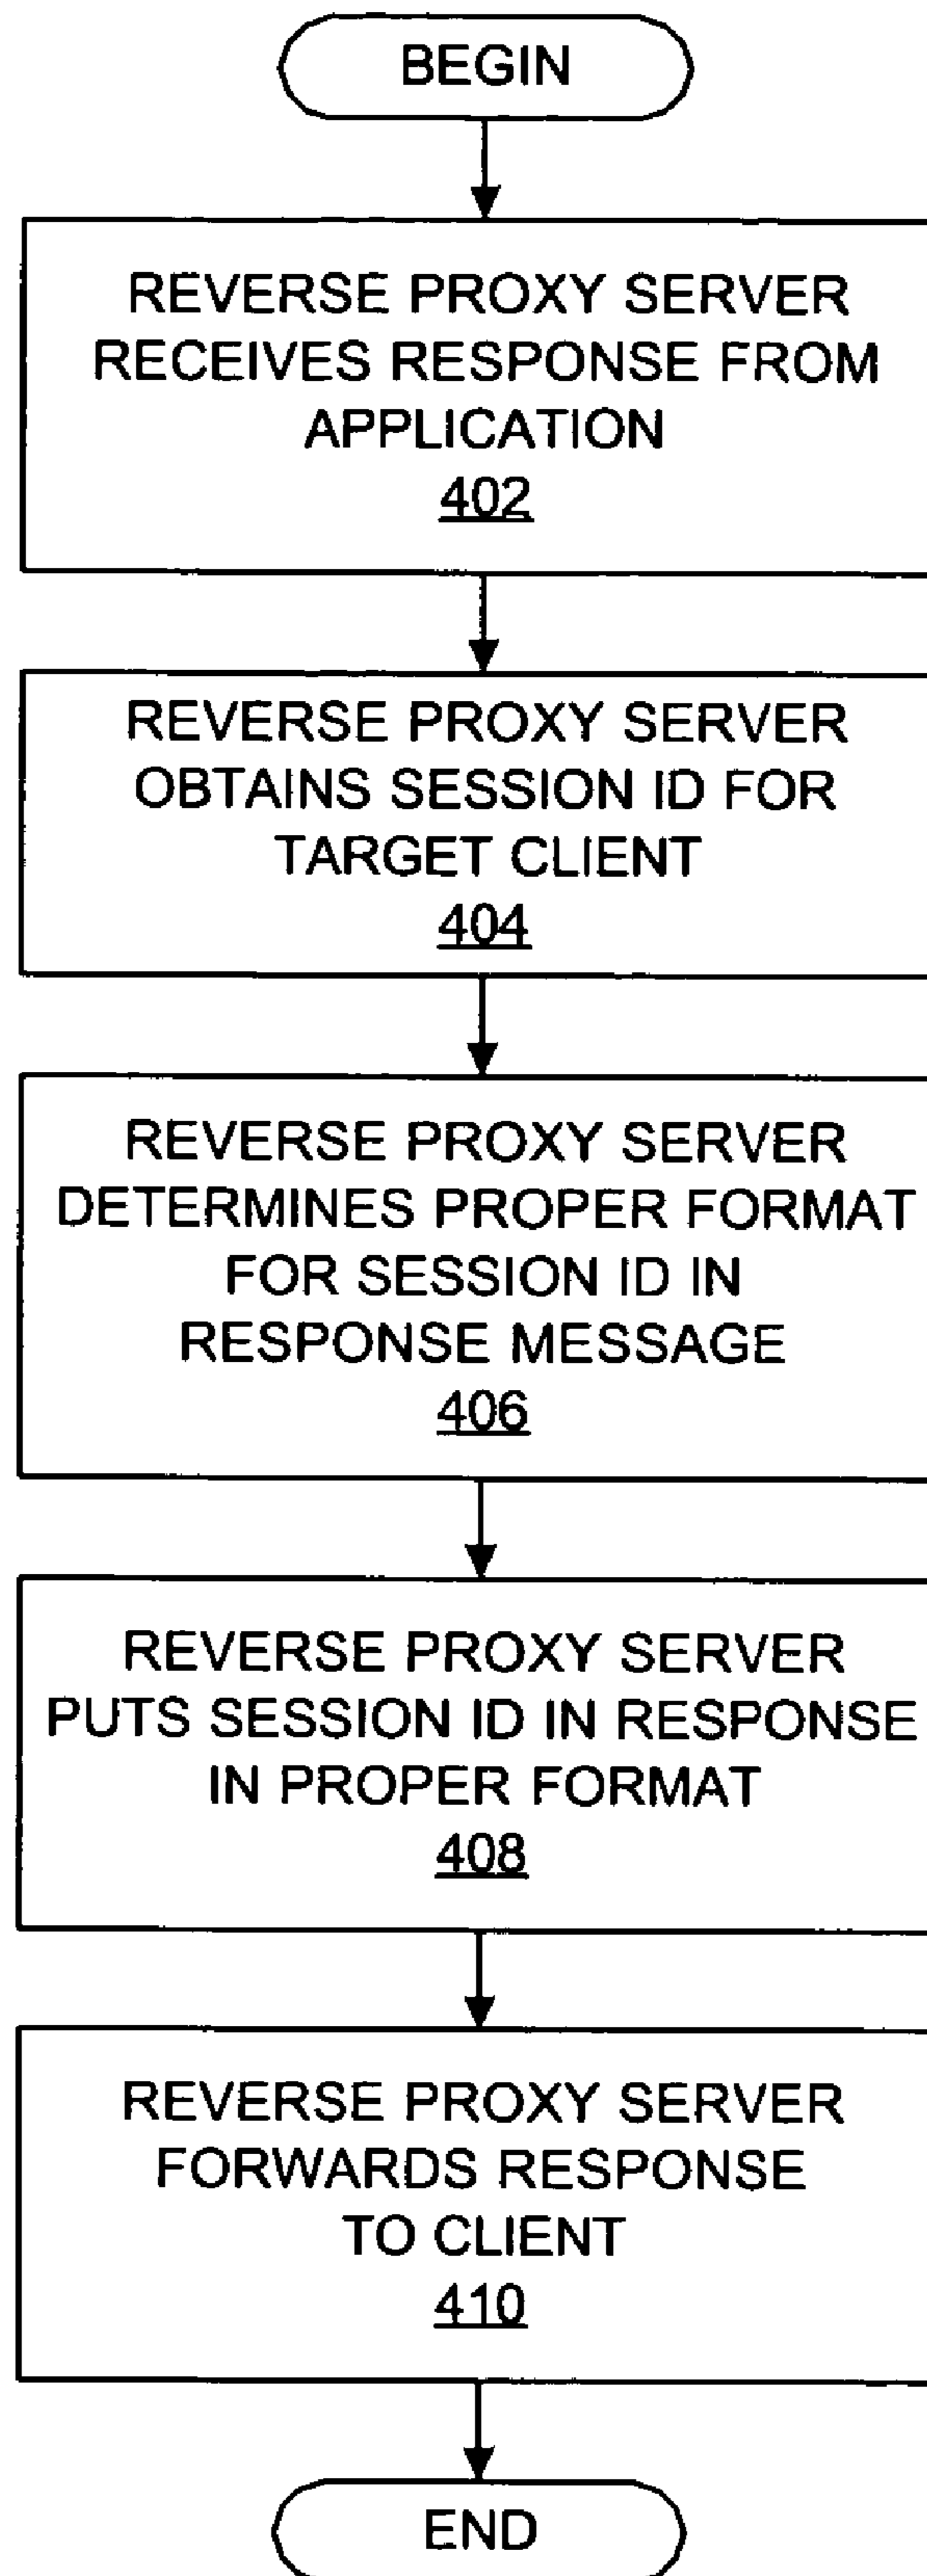 BEGIN
REVERSE PROXY SERVER
RECEIVES RESPONSE FROM
APPLICATION
402
REVERSE PROXY SERVER
OBTAINS SESSION ID FOR
TARGET CLIENT
404
REVERSE PROXY SERVER
DETERMINES PROPER FORMAT
FOR SESSION ID IN
RESPONSE MESSAGE
406
REVERSE PROXY SERVER
PUTS SESSION ID IN RESPONSE
IN PROPER FORMAT
408
REVERSE PROXY SERVER
FORWARDS RESPONSE
TO CLIENT
410
END